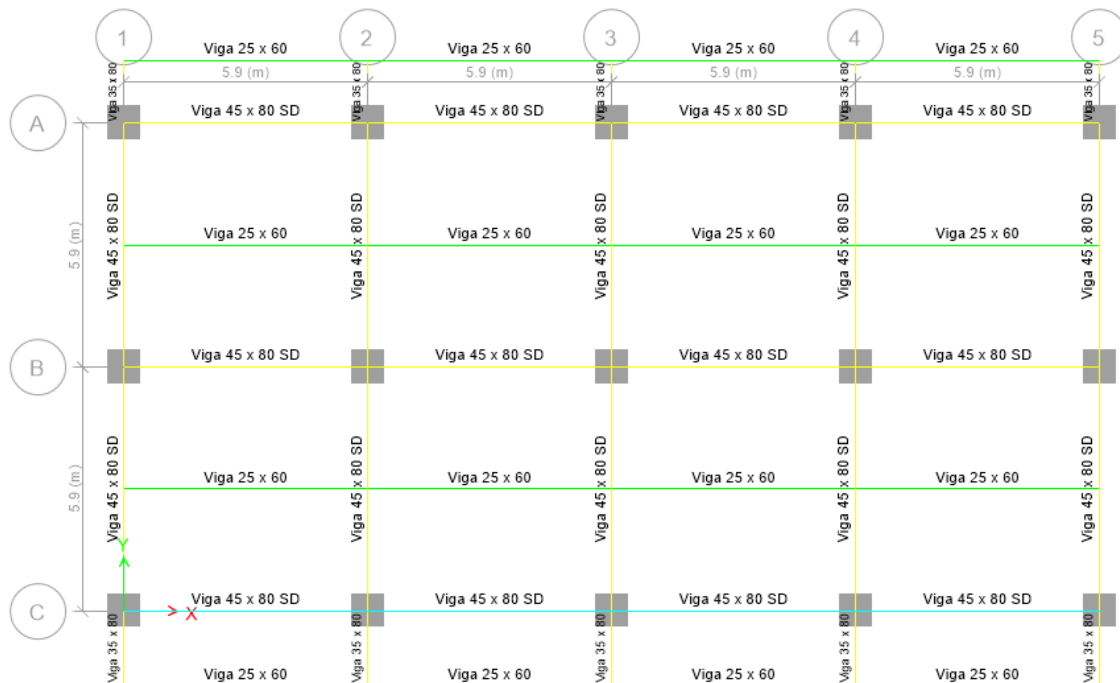 1 2 3 4 5
Viga 25 x 60 Viga 25 x 60 Viga 25 x 60 Viga 25 x 60
5.9 (m) 5.9 (m) 5.9 (m) 5.9 (m)
Viga 35 x 80 Viga 35 x 80 Viga 35 x 80 Viga 35 x 80 Viga 35 x 80
A Viga 45 x 80 SD Viga 45 x 80 SD Viga 45 x 80 SD Viga 45 x 80 SD
5.9 (m)
Viga 45 x 80 SD Viga 45 x 80 SD Viga 45 x 80 SD Viga 45 x 80 SD Viga 45 x 80 SD
Viga 25 x 60 Viga 25 x 60 Viga 25 x 60 Viga 25 x 60
B Viga 45 x 80 SD Viga 45 x 80 SD Viga 45 x 80 SD Viga 45 x 80 SD
5.9 (m)
Viga 45 x 80 SD Viga 45 x 80 SD Viga 45 x 80 SD Viga 45 x 80 SD Viga 45 x 80 SD
Viga 25 x 60 Viga 25 x 60 Viga 25 x 60 Viga 25 x 60
Y
C X Viga 45 x 80 SD Viga 45 x 80 SD Viga 45 x 80 SD Viga 45 x 80 SD
Viga 35 x 80 Viga 35 x 80 Viga 35 x 80 Viga 35 x 80 Viga 35 x 80
Viga 25 x 60 Viga 25 x 60 Viga 25 x 60 Viga 25 x 60